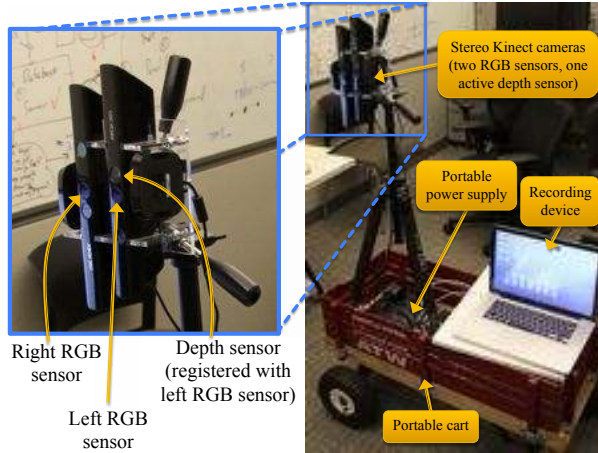 Stereo Kinect cameras
(two RGB sensors, one
active depth sensor)
Portable
power supply
Recording
device
Right RGB
sensor
Left RGB
sensor
Depth sensor
(registered with
left RGB sensor)
ATW
Portable cart